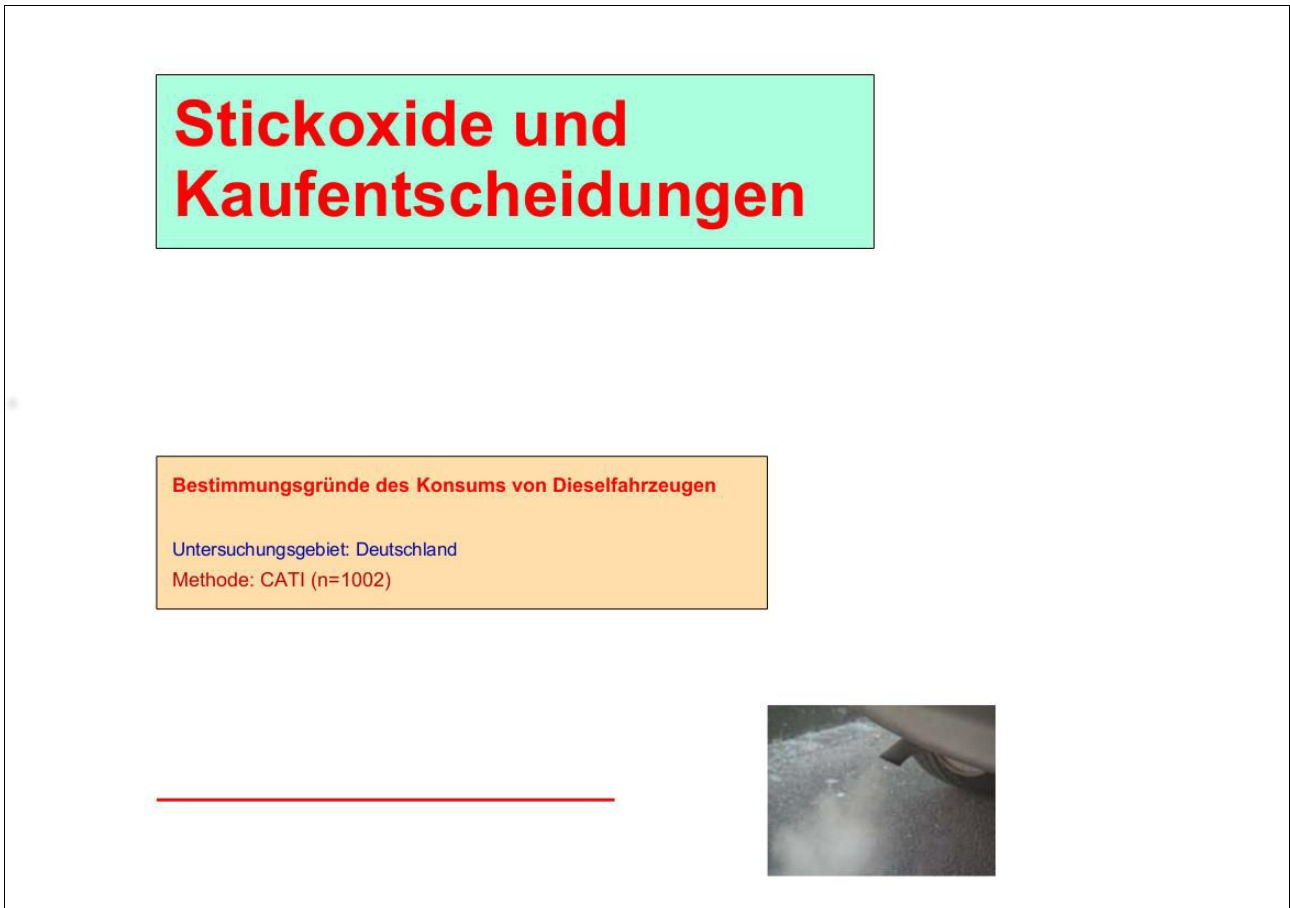 Stickoxide und
Kaufentscheidungen
Bestimmungsgründe des Konsums von Dieselfahrzeugen
Untersuchungsgebiet: Deutschland
Methode: CATI (n=1002)